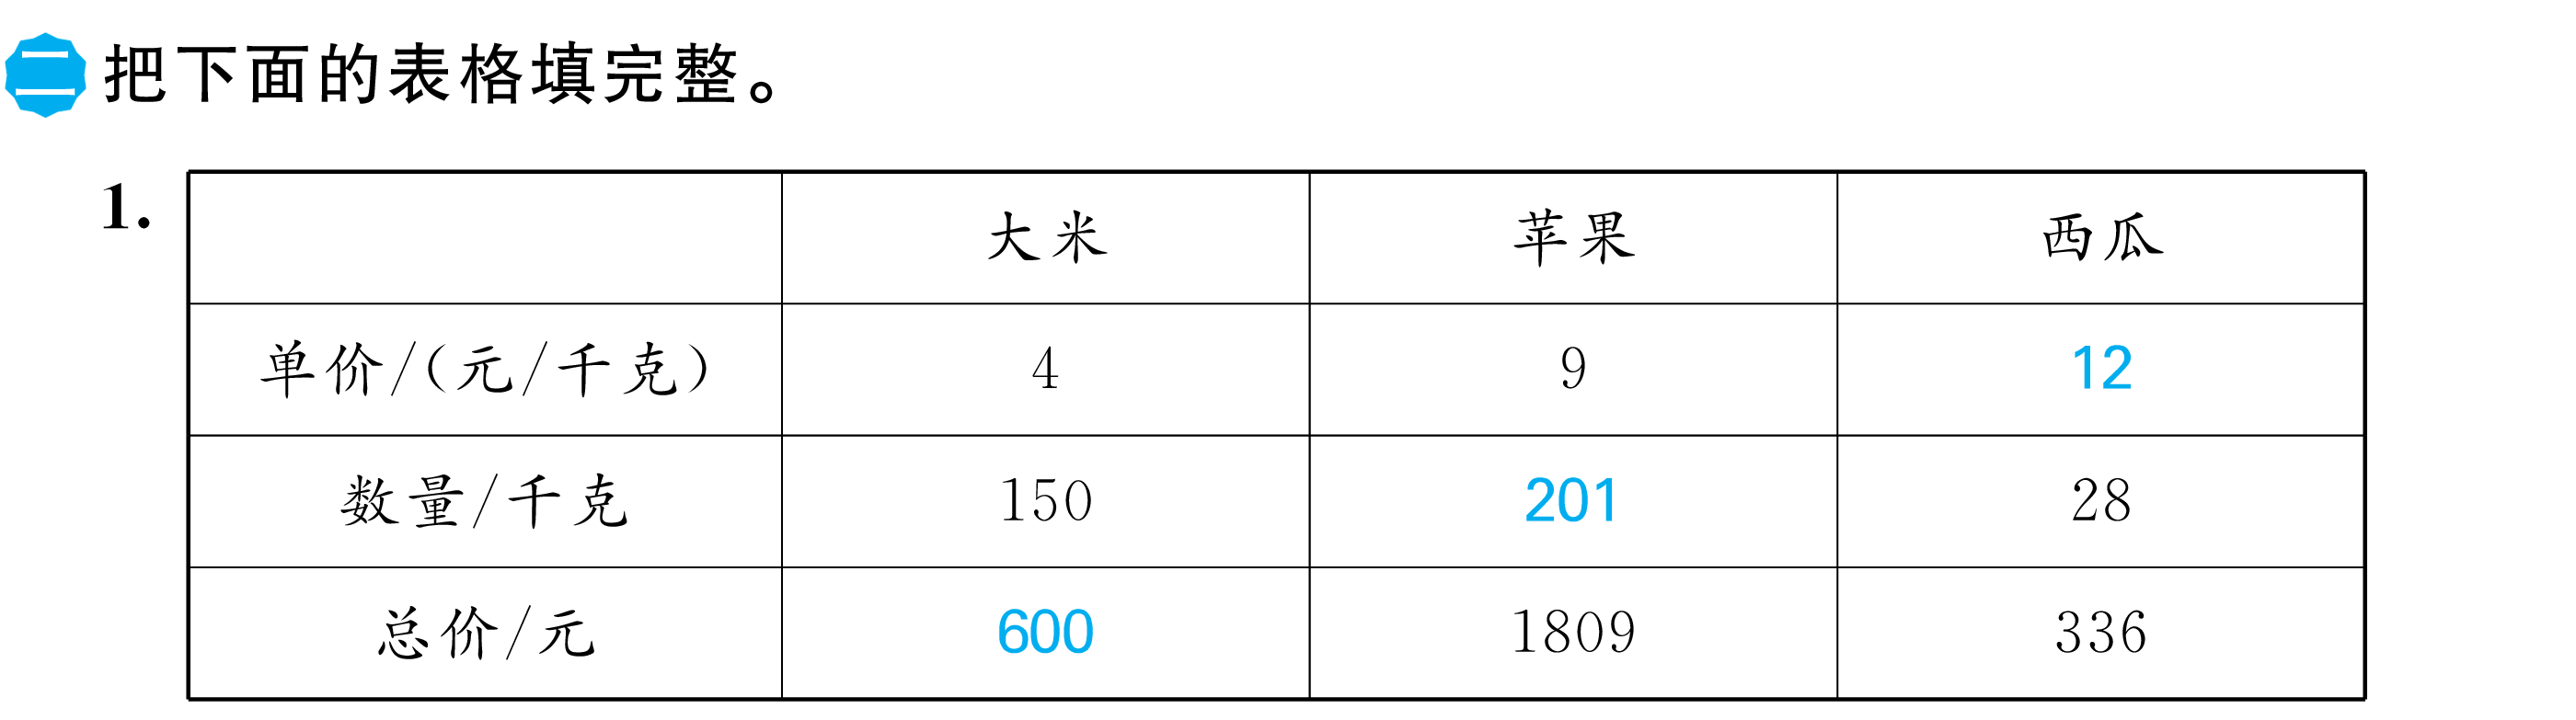 二 把下面的表格填完整。
1.
大米 苹果 西瓜
单价/(元/千克) 4 9 12
数量/千克 150 201 28
总价/元 600 1809 336